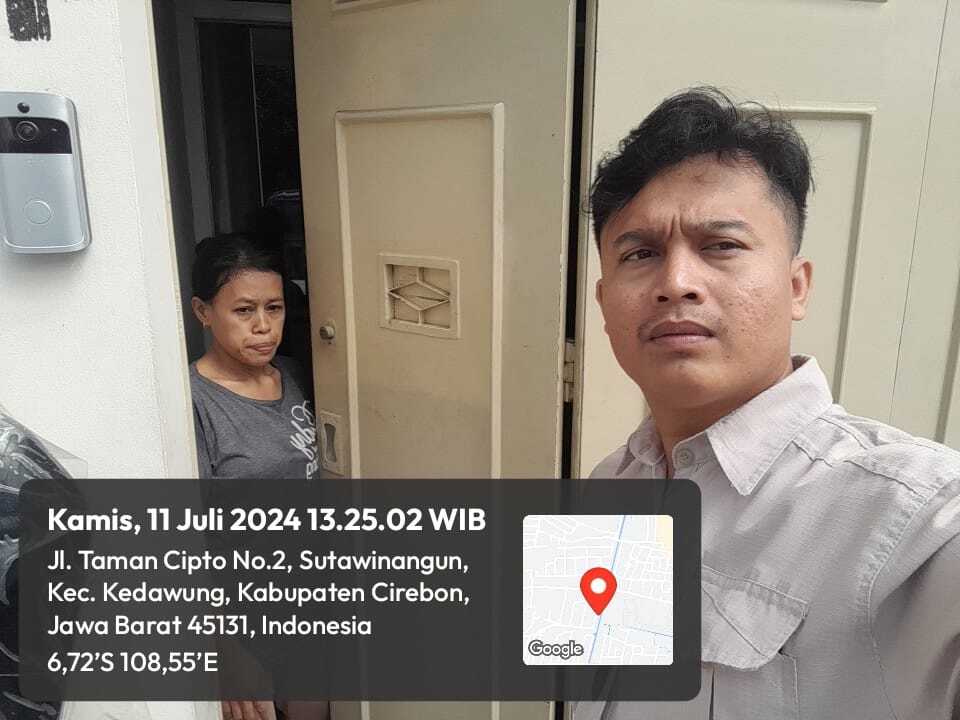 Kamis, 11 Juli 2024 13.25.02 WIB
Jl. Taman Cipto No.2, Sutawinangun,
Kec. Kedawung, Kabupaten Cirebon,
Jawa Barat 45131, Indonesia
6,72’S 108,55’E
Google